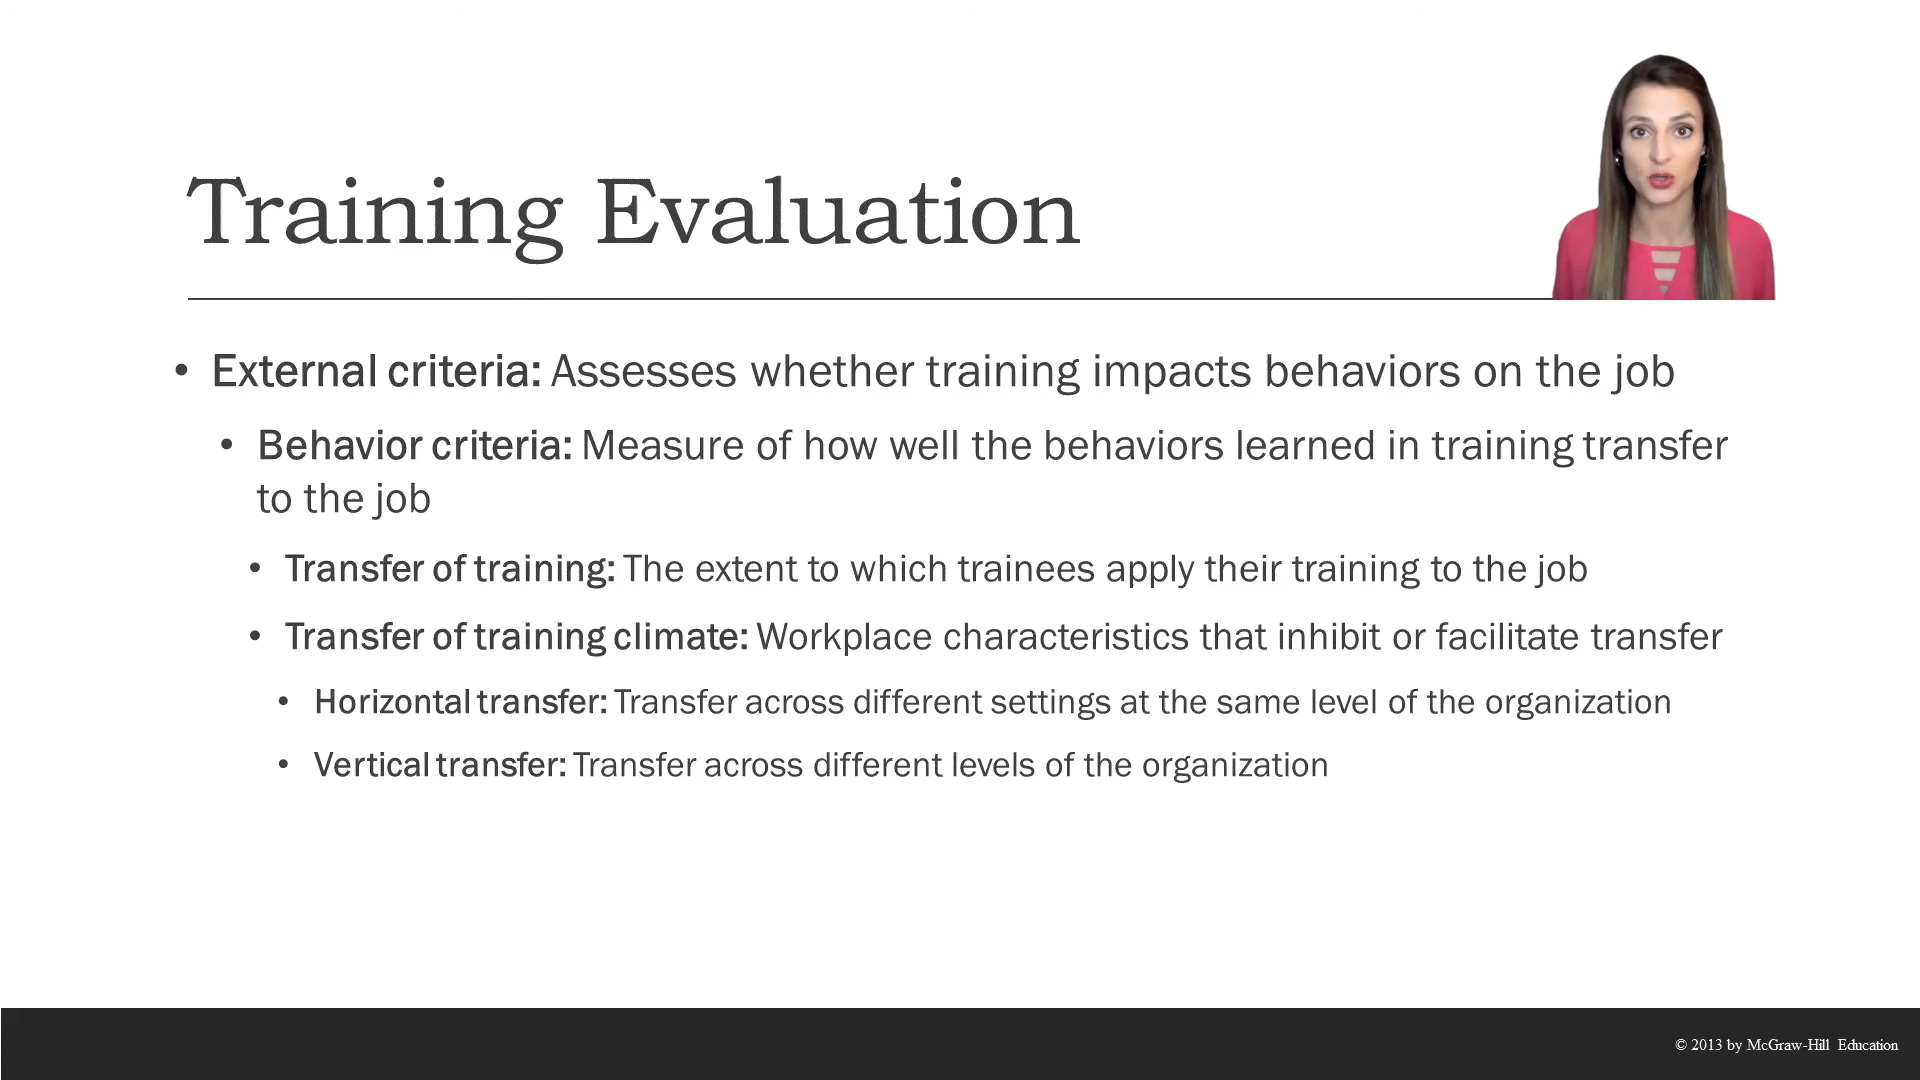 Training Evaluation
• External criteria: Assesses whether training impacts behaviors on the job
• Behavior criteria: Measure of how well the behaviors learned in training transfer
to the job
• Transfer of training: The extent to which trainees apply their training to the job
• Transfer of training climate: Workplace characteristics that inhibit or facilitate transfer
• Horizontal transfer: Transfer across different settings at the same level of the organization
• Vertical transfer: Transfer across different levels of the organization
© 2013 by McGraw-Hill Education